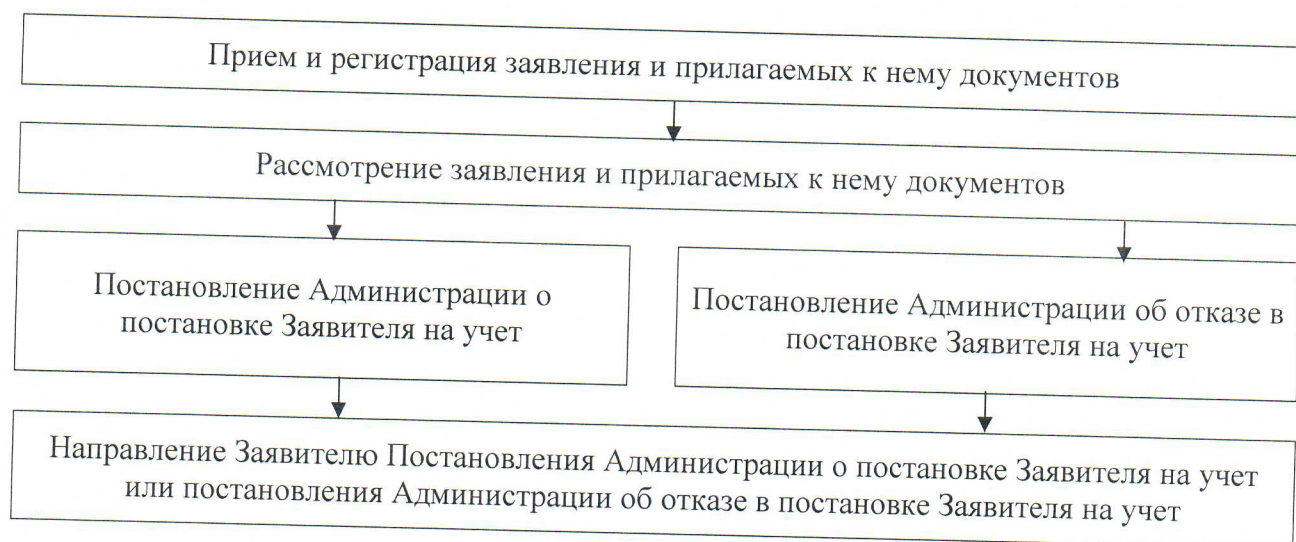 Прием и регистрация заявления и прилагаемых к нему документов
Рассмотрение заявления и прилагаемых к нему документов
Постановление Администрации о
постановке Заявителя на учет
Постановление Администрации об отказе в
постановке Заявителя на учет
Направление Заявителю Постановления Администрации о постановке Заявителя на учет
или постановления Администрации об отказе в постановке Заявителя на учет